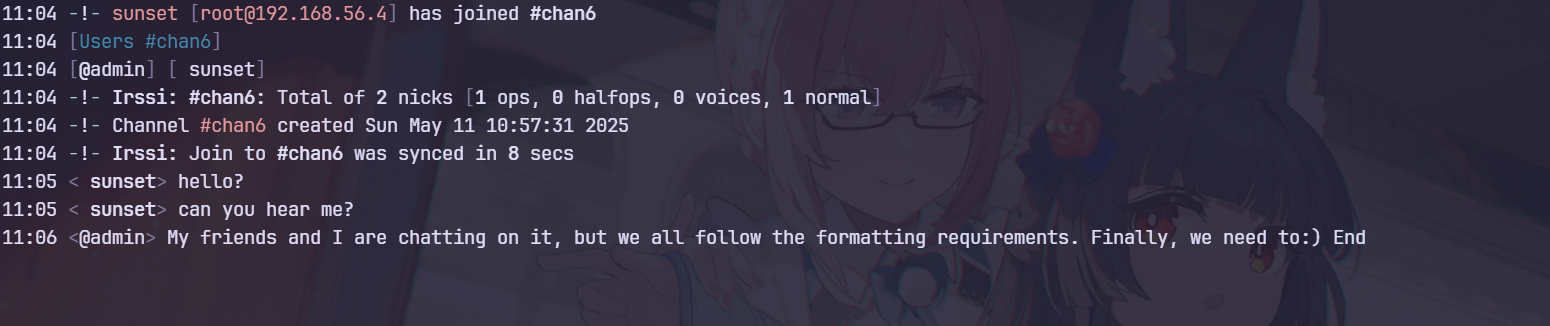 11:04 -!- sunset [root@192.168.56.4] has joined #chan6
11:04 [Users #chan6]
11:04 [@admin] [ sunset]
11:04 -!- Irssi: #chan6: Total of 2 nicks [1 ops, 0 halfops, 0 voices, 1 normal]
11:04 -!- Channel #chan6 created Sun May 11 10:57:31 2025
11:04 -!- Irssi: Join to #chan6 was synced in 8 secs
11:05 < sunset> hello?
11:05 < sunset> can you hear me?
11:06 <@admin> My friends and I are chatting on it, but we all follow the formatting requirements. Finally, we need to:) End